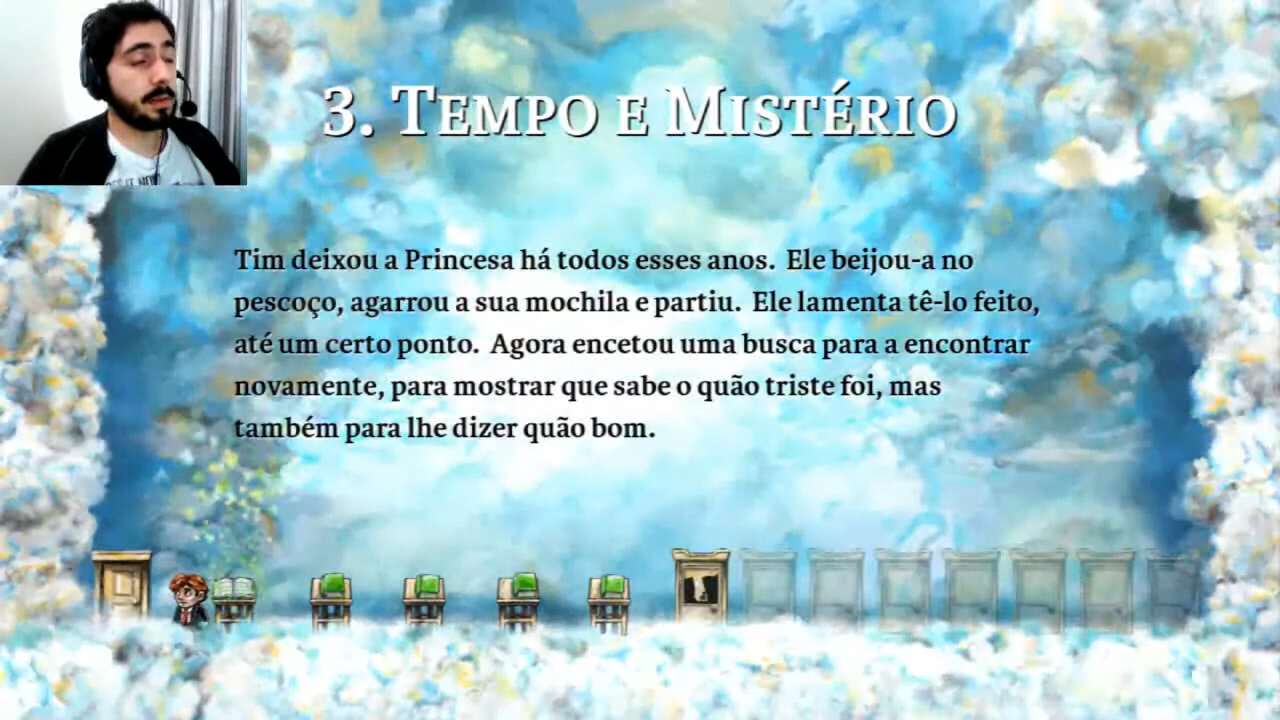 3. Tempo e Mistério
Tim deixou a Princesa há todos esses anos. Ele beijou-a no
pescoço, agarrou a sua mochila e partiu. Ele lamenta tê-lo feito,
até um certo ponto. Agora encetou uma busca para a encontrar
novamente, para mostrar que sabe o quão triste foi, mas
também para lhe dizer quão bom.